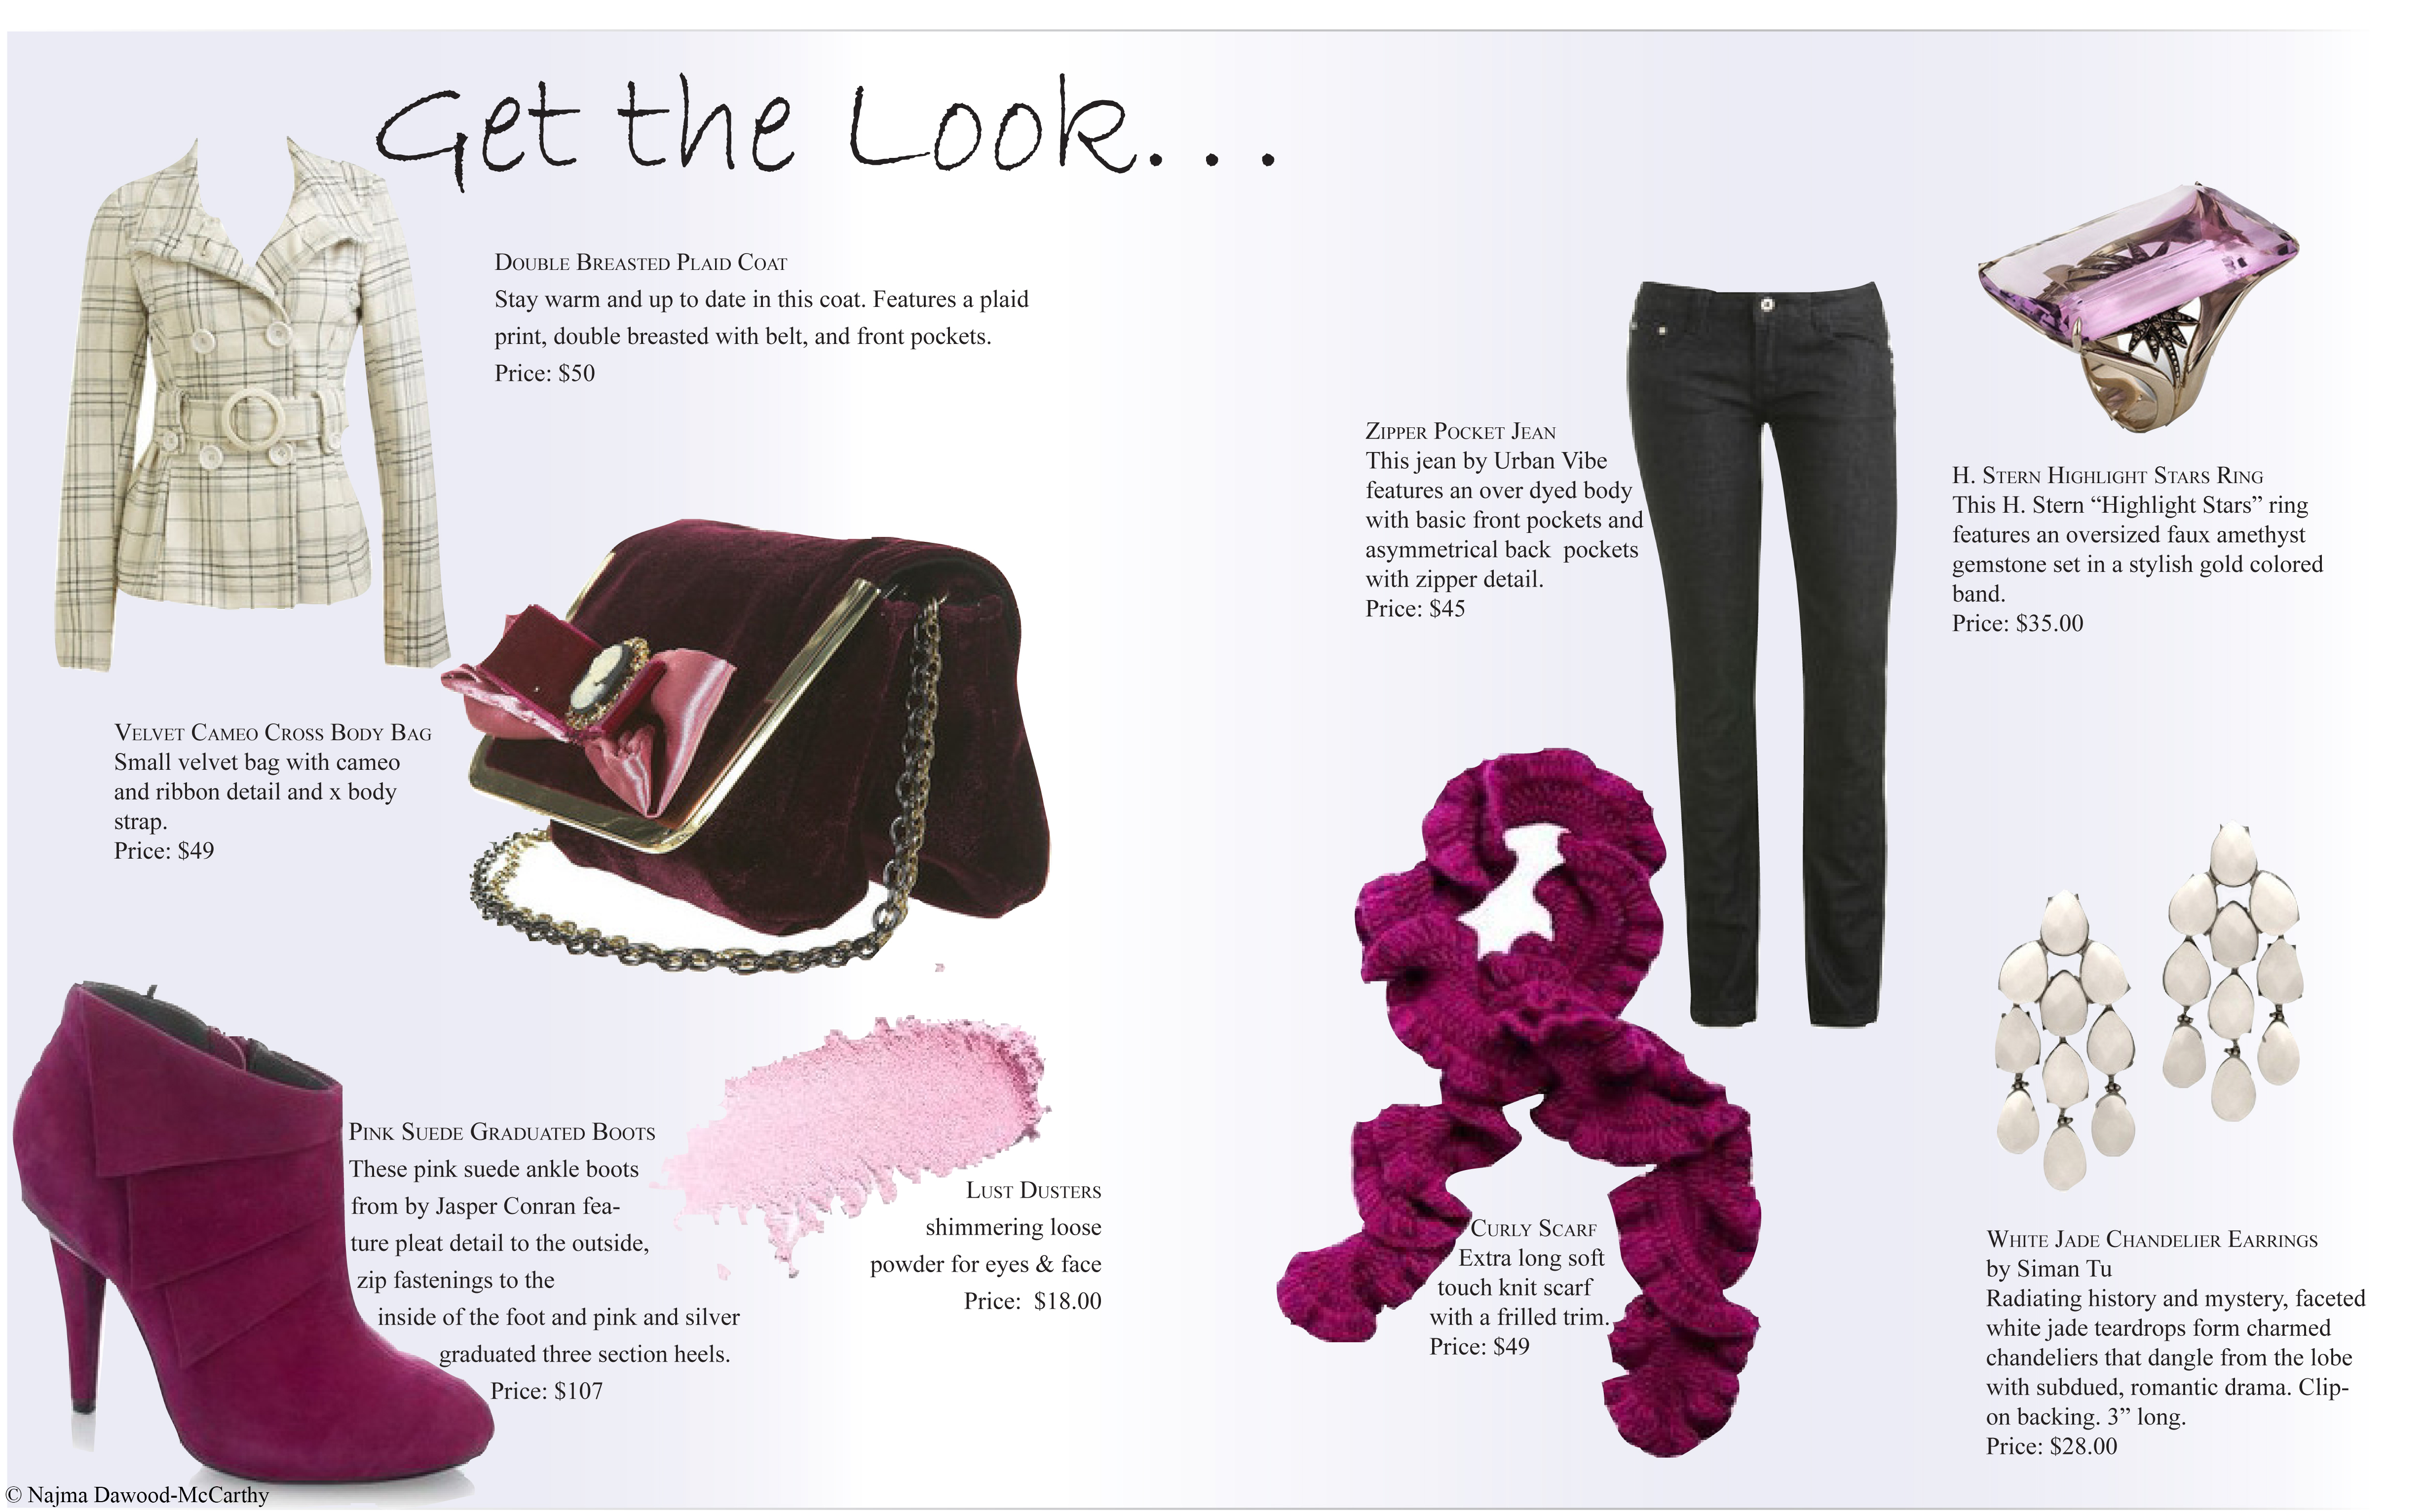 Get the Look. . .
Double Breasted Plaid Coat
Stay warm and up to date in this coat. Features a plaid
print, double breasted with belt, and front pockets.
Price: $50
Velvet Cameo Cross Body Bag
Small velvet bag with cameo
and ribbon detail and x body
strap.
Price: $49
Pink Suede Graduated Boots
These pink suede ankle boots
from by Jasper Conran fea-
ture pleat detail to the outside,
zip fastenings to the
inside of the foot and pink and silver
graduated three section heels.
Price: $107
Lust Dusters
shimmering loose
powder for eyes & face
Price: $18.00
Zipper Pocket Jean
This jean by Urban Vibe
features an over dyed body
with basic front pockets and
asymmetrical back pockets
with zipper detail.
Price: $45
Curly Scarf
Extra long soft
touch knit scarf
with a frilled trim.
Price: $49
H. Stern Highlight Stars Ring
This H. Stern “Highlight Stars” ring
features an oversized faux amethyst
gemstone set in a stylish gold colored
band.
Price: $35.00
White Jade Chandelier Earrings
by Siman Tu
Radiating history and mystery, faceted
white jade teardrops form charmed
chandeliers that dangle from the lobe
with subdued, romantic drama. Clip-
on backing. 3” long.
Price: $28.00
© Najma Dawood-McCarthy